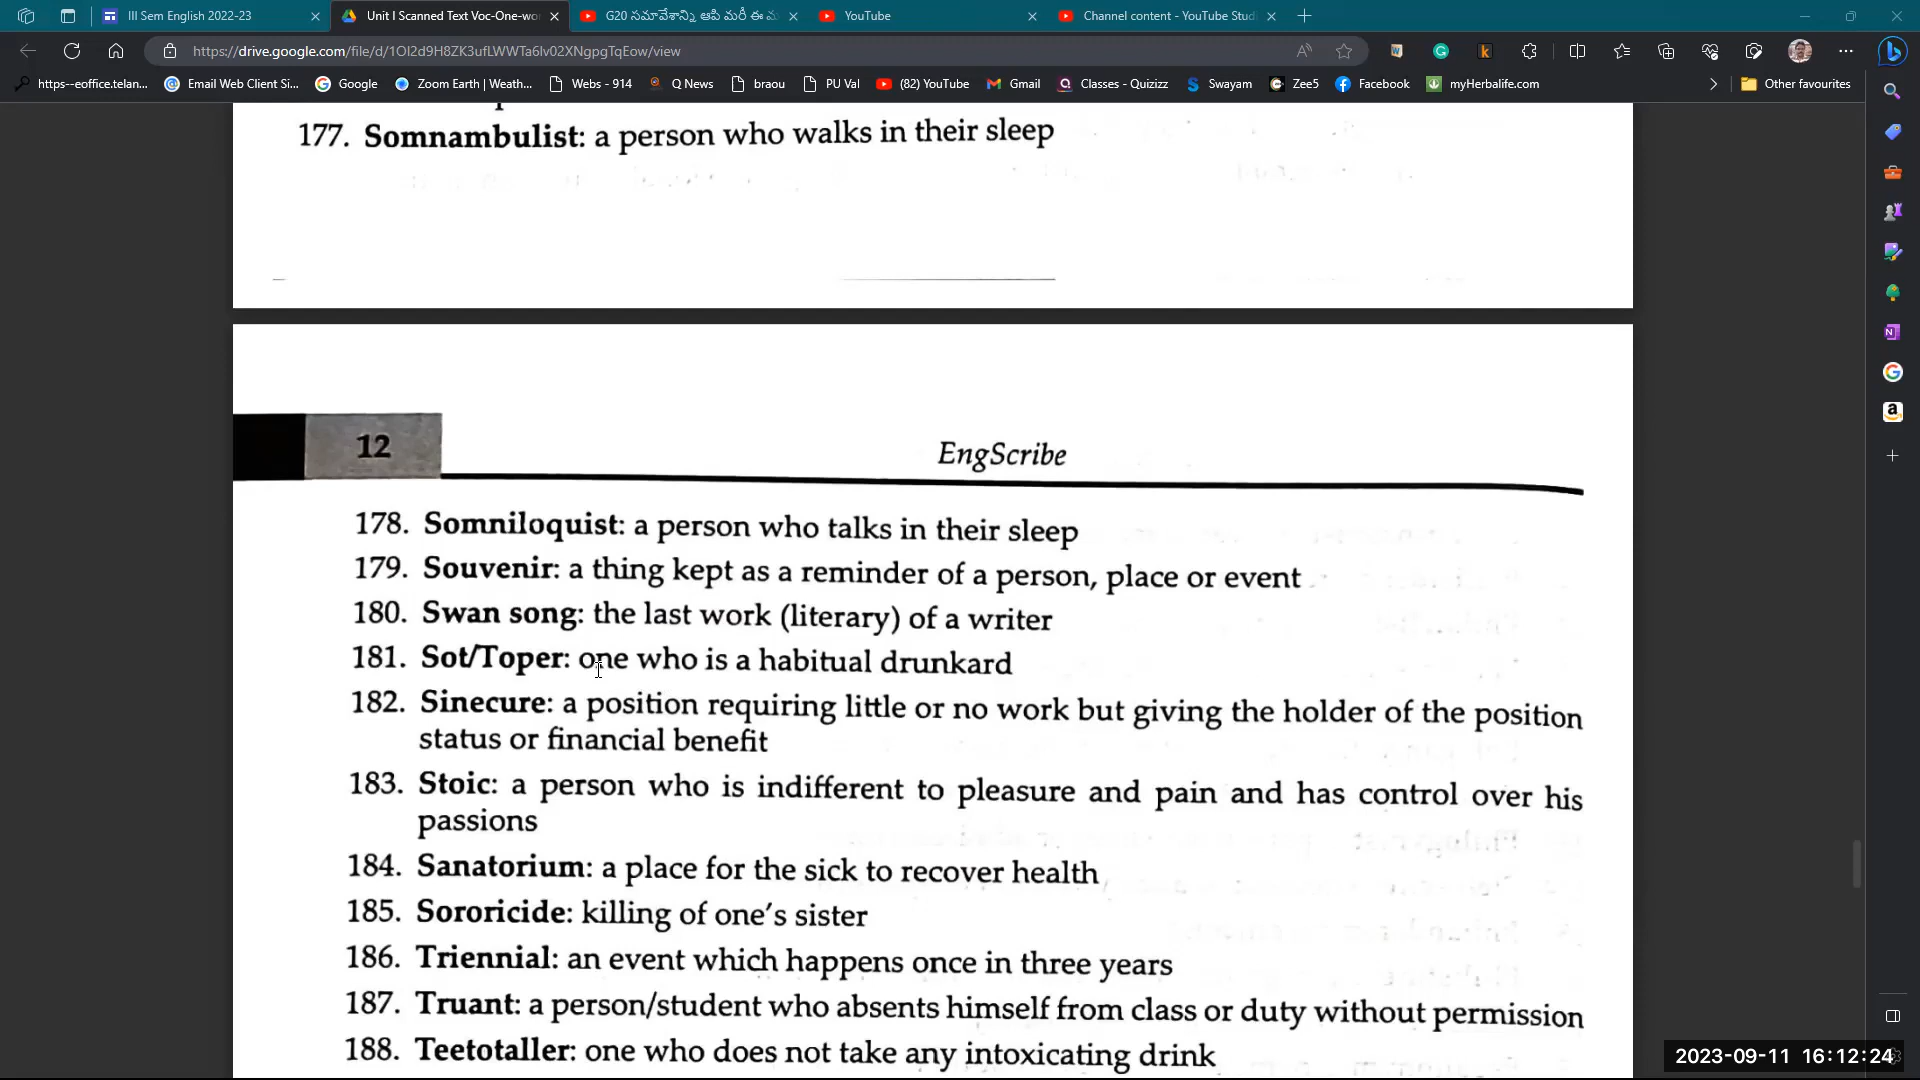 III Sem English 2022-23
Unit I Scanned Text Voc-One-wo
G20 సమావేశాన్ని ఆపి మరీ ఈ మ
YouTube
Channel content - YouTube Stud
https://drive.google.com/file/d/1OI2d9H8ZK3ufLWWTa6lv02XNgpgTqEow/view
https--eoffice.telan...
Email Web Client Si...
Google
Zoom Earth | Weath...
Webs - 914
Q News
braou
PU Val
(82) YouTube
Gmail
Classes - Quizizz
Swayam
Zee5
Facebook
myHerbalife.com
Other favourites
177. Somnambulist: a person who walks in their sleep
12
EngScribe
178. Somniloquist: a person who talks in their sleep
179. Souvenir: a thing kept as a reminder of a person, place or event
180. Swan song: the last work (literary) of a writer
181. Sot/Toper: one who is a habitual drunkard
182. Sinecure: a position requiring little or no work but giving the holder of the position
status or financial benefit
183. Stoic: a person who is indifferent to pleasure and pain and has control over his
passions
184. Sanatorium: a place for the sick to recover health
185. Sororicide: killing of one's sister
186. Triennial: an event which happens once in three years
187. Truant: a person/student who absents himself from class or duty without permission
188. Teetotaller: one who does not take any intoxicating drink
2023-09-11 16:12:24